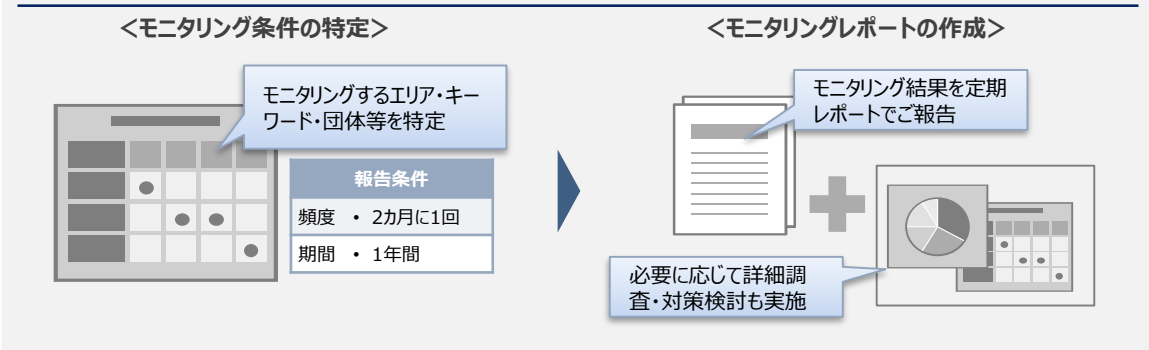 ＜モニタリング条件の特定＞
モニタリングするエリア・キー
ワード・団体等を特定
報告条件
頻度 • 2カ月に1回
期間 • 1年間
＜モニタリングレポートの作成＞
モニタリング結果を定期
レポートでご報告
必要に応じて詳細調
査・対策検討も実施